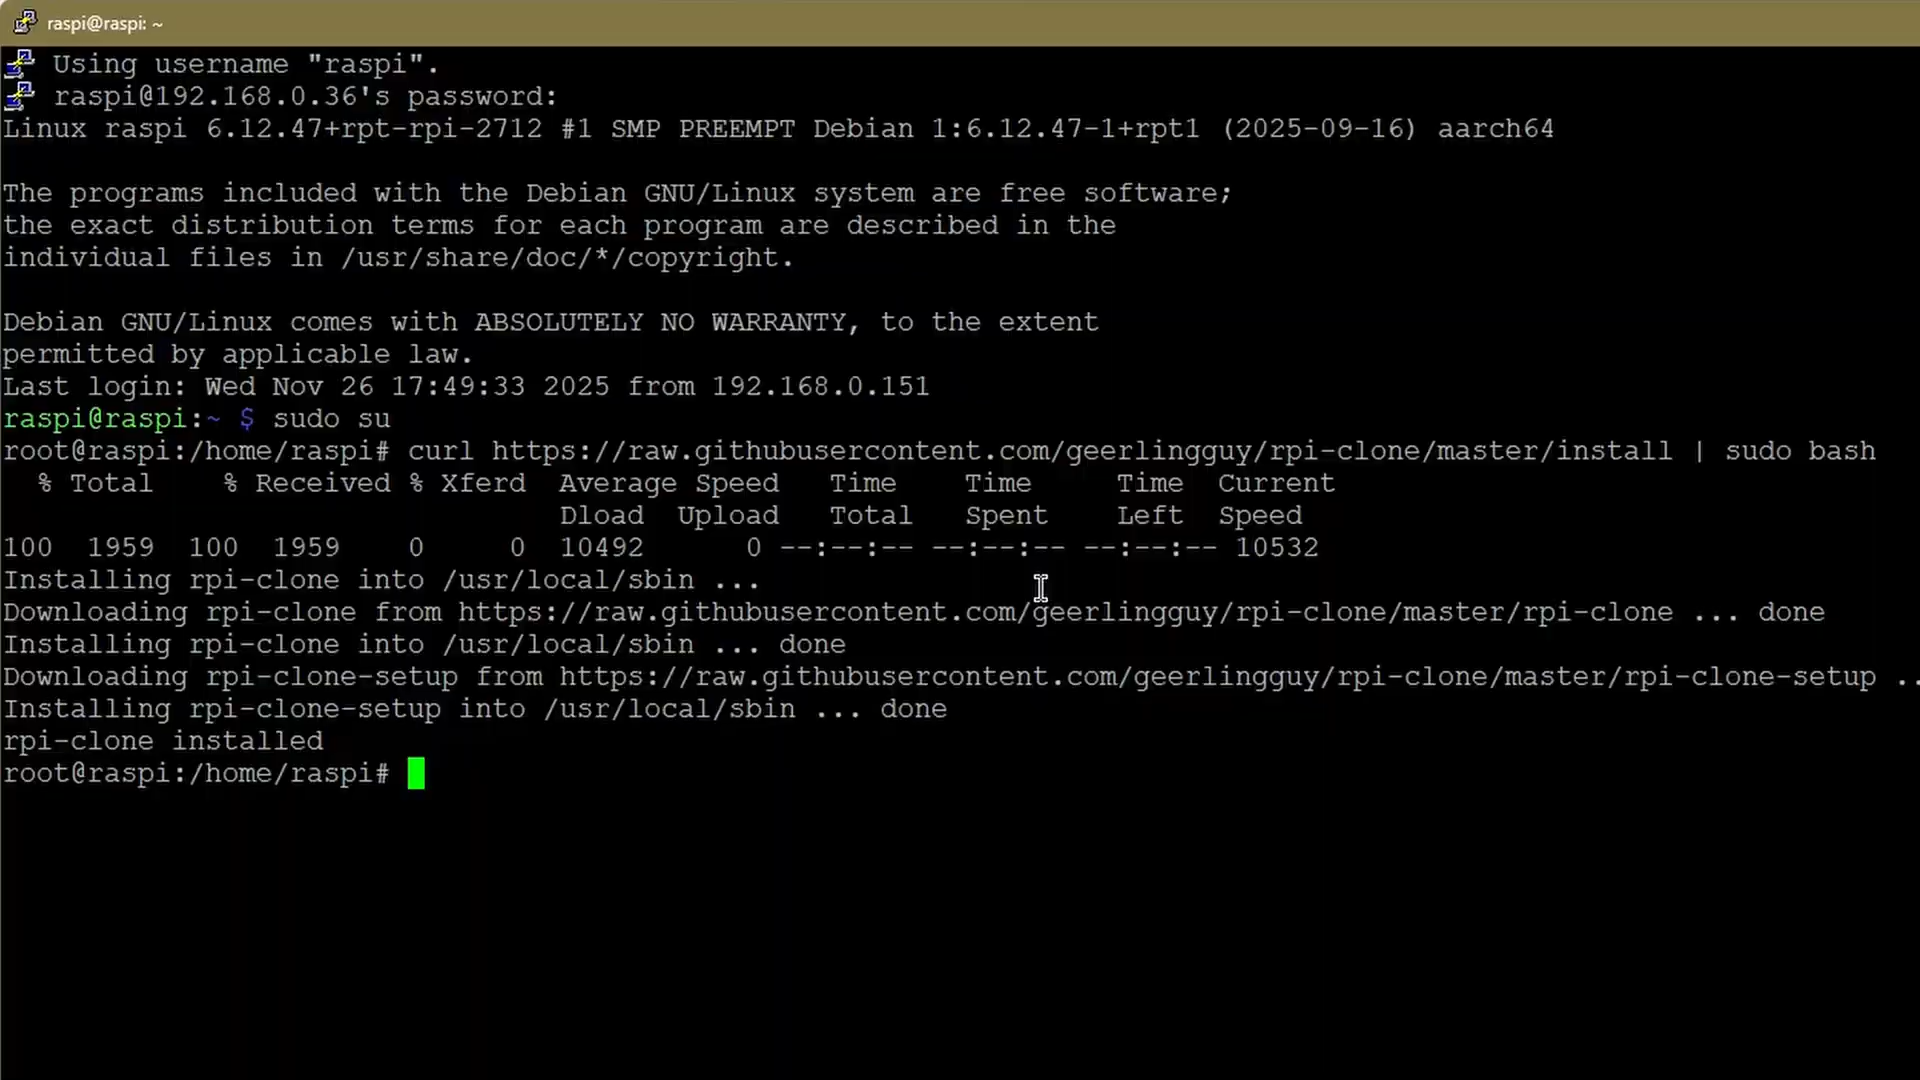 raspi@raspi: ~
Using username "raspi".
raspi@192.168.0.36's password:
Linux raspi 6.12.47+rpt-rpi-2712 #1 SMP PREEMPT Debian 1:6.12.47-1+rpt1 (2025-09-16) aarch64
The programs included with the Debian GNU/Linux system are free software;
the exact distribution terms for each program are described in the
individual files in /usr/share/doc/*/copyright.
Debian GNU/Linux comes with ABSOLUTELY NO WARRANTY, to the extent
permitted by applicable law.
Last login: Wed Nov 26 17:49:33 2025 from 192.168.0.151
raspi@raspi:~ $ sudo su
root@raspi:/home/raspi# curl https://raw.githubusercontent.com/geerlingguy/rpi-clone/master/install | sudo bash
% Total % Received % Xferd Average Speed Time Time Time Current
Dload Upload Total Spent Left Speed
100 1959 100 1959 0 0 10492 0 --:--:-- --:--:-- --:--:-- 10532
Installing rpi-clone into /usr/local/sbin ...
Downloading rpi-clone from https://raw.githubusercontent.com/geerlingguy/rpi-clone/master/rpi-clone ... done
Installing rpi-clone into /usr/local/sbin ... done
Downloading rpi-clone-setup from https://raw.githubusercontent.com/geerlingguy/rpi-clone/master/rpi-clone-setup ..
Installing rpi-clone-setup into /usr/local/sbin ... done
rpi-clone installed
root@raspi:/home/raspi#